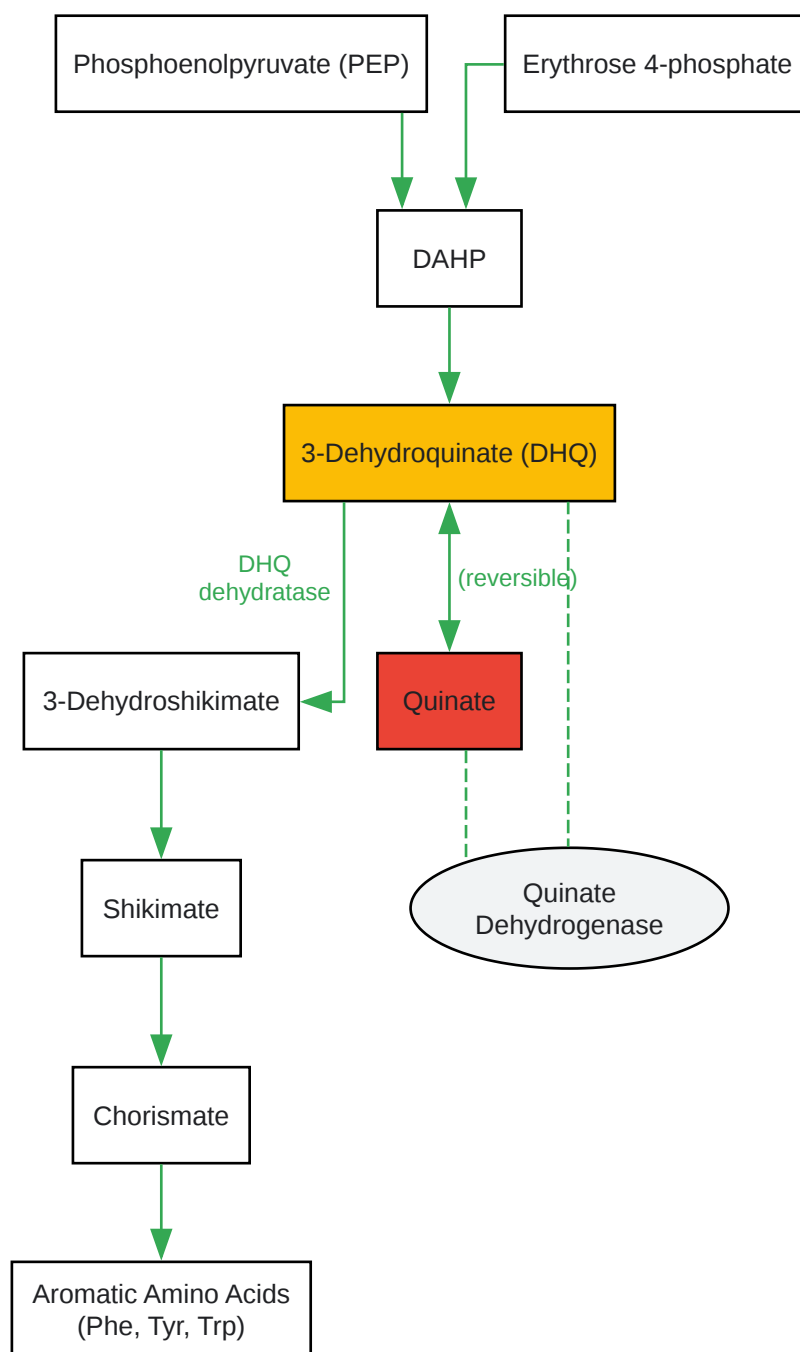 Phosphoenolpyruvate (PEP)
Erythrose 4-phosphate
DAHP
3-Dehydroquinate (DHQ)
DHQ
dehydratase
(reversible)
3-Dehydroshikimate
Quinate
Shikimate
Quinate
Dehydrogenase
Chorismate
Aromatic Amino Acids
(Phe, Tyr, Trp)